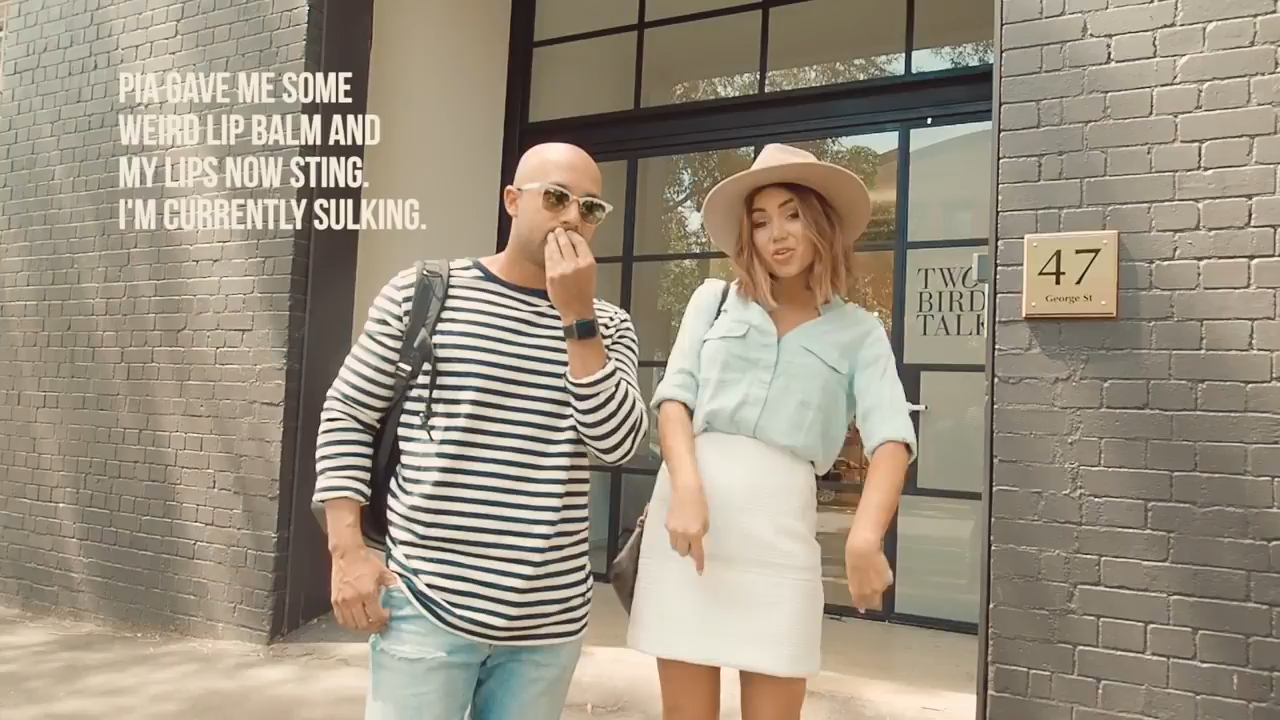 PIA GAVE ME SOME
WEIRD LIP BALM AND
MY LIPS NOW STING.
I'M CURRENTLY SULKING.
TWO
BIRD
TALK
47
George St